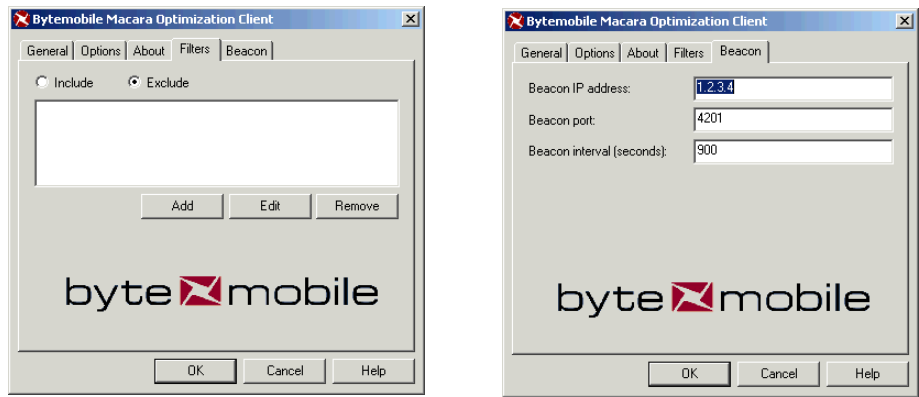 Bytemobile Macara Optimization Client
General Options About Filters Beacon
Include Exclude
Add Edit Remove
byte mobile
OK Cancel Help
Bytemobile Macara Optimization Client
General Options About Filters Beacon
Beacon IP address: 1.2.3.4
Beacon port: 4201
Beacon interval (seconds): 900
byte mobile
OK Cancel Help